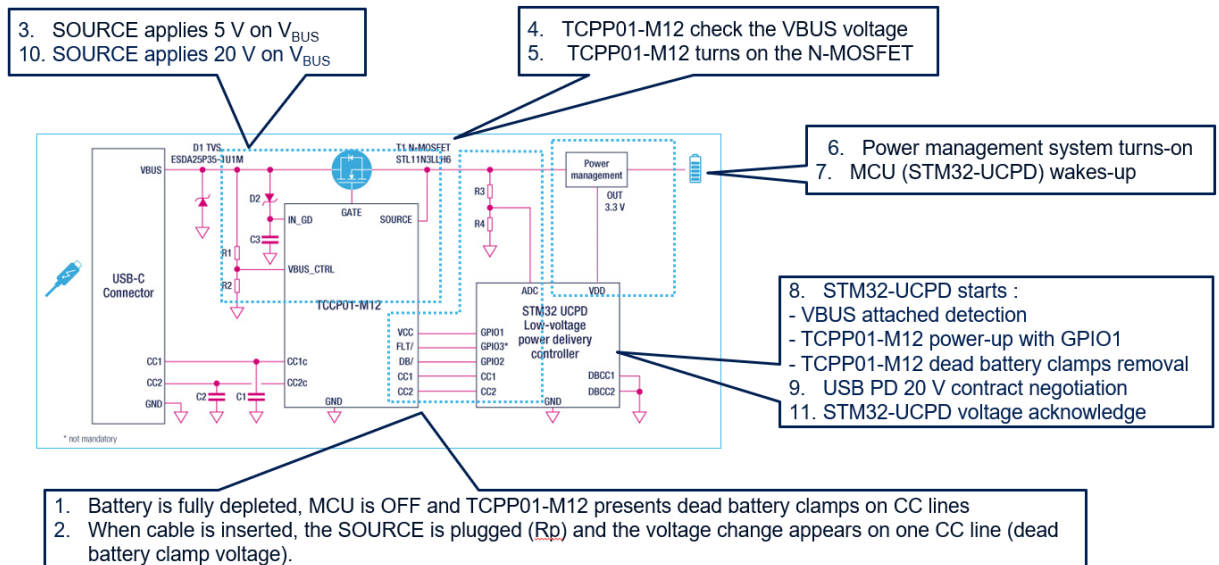 3. SOURCE applies 5 V on VBUS
10. SOURCE applies 20 V on VBUS
4. TCPP01-M12 check the VBUS voltage
5. TCPP01-M12 turns on the N-MOSFET
6. Power management system turns-on
7. MCU (STM32-UCPD) wakes-up
D1 TVS
ESDA25P35-1U1M
T1 N-MOSFET
STL11N3LLH6
VBUS
D2
IN_GD
GATE
SOURCE
C3
R1
VBUS_CTRL
R2
R3
R4
Power
management
OUT
3.3 V
USB-C
Connector
TCCP01-M12
ADC
VDD
STM32 UCPD
Low-voltage
power delivery
controller
VCC
GPIO1
FLT/
GPIO3*
DB/
GPIO2
CC1
CC1c
CC1
CC1
DBCC1
CC2
CC2c
CC2
CC2
DBCC2
C2
C1
GND
GND
GND
* not mandatory
8. STM32-UCPD starts :
- VBUS attached detection
- TCPP01-M12 power-up with GPIO1
- TCPP01-M12 dead battery clamps removal
9. USB PD 20 V contract negotiation
11. STM32-UCPD voltage acknowledge
1. Battery is fully depleted, MCU is OFF and TCPP01-M12 presents dead battery clamps on CC lines
2. When cable is inserted, the SOURCE is plugged (Rp) and the voltage change appears on one CC line (dead
battery clamp voltage).